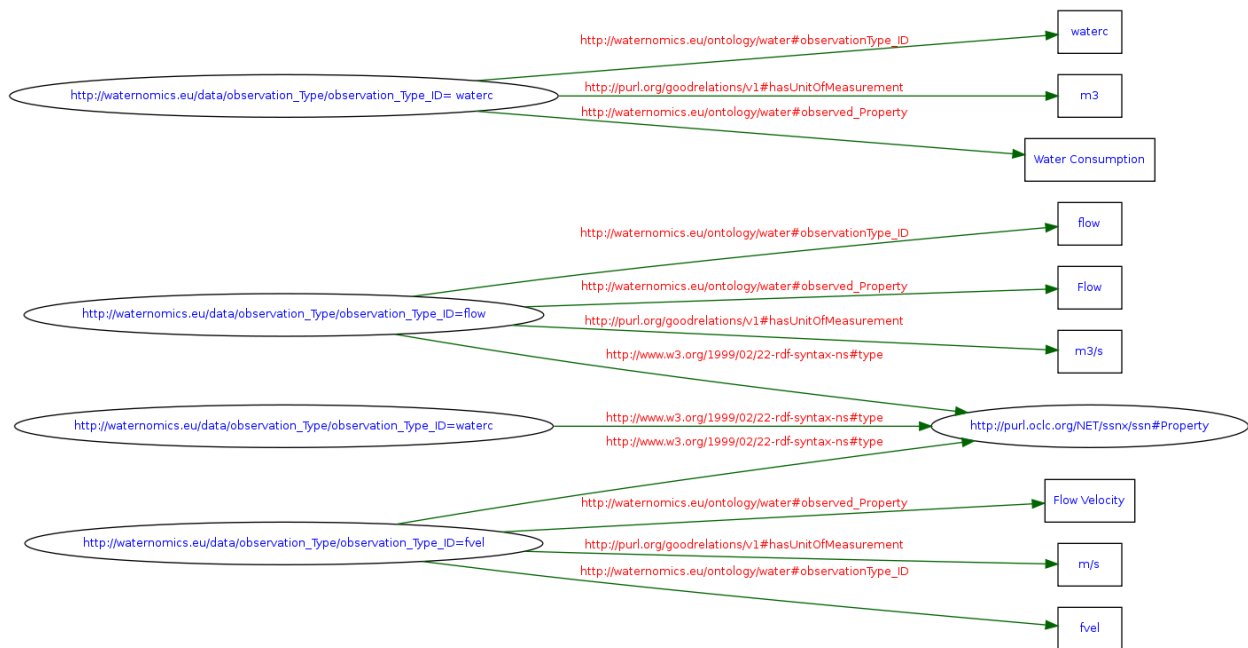 http://waternomics.eu/ontology/water#observationType_ID
waterc
http://waternomics.eu/data/observation_Type/observation_Type_ID= waterc
http://purl.org/goodrelations/v1#hasUnitOfMeasurement
m3
http://waternomics.eu/ontology/water#observed_Property
Water Consumption
http://waternomics.eu/ontology/water#observationType_ID
flow
http://waternomics.eu/data/observation_Type/observation_Type_ID=flow
http://waternomics.eu/ontology/water#observed_Property
Flow
http://purl.org/goodrelations/v1#hasUnitOfMeasurement
m3/s
http://www.w3.org/1999/02/22-rdf-syntax-ns#type
http://waternomics.eu/data/observation_Type/observation_Type_ID=waterc
http://www.w3.org/1999/02/22-rdf-syntax-ns#type
http://purl.oclc.org/NET/ssnx/ssn#Property
http://www.w3.org/1999/02/22-rdf-syntax-ns#type
http://waternomics.eu/ontology/water#observed_Property
Flow Velocity
http://waternomics.eu/data/observation_Type/observation_Type_ID=fvel
http://purl.org/goodrelations/v1#hasUnitOfMeasurement
m/s
http://waternomics.eu/ontology/water#observationType_ID
fvel